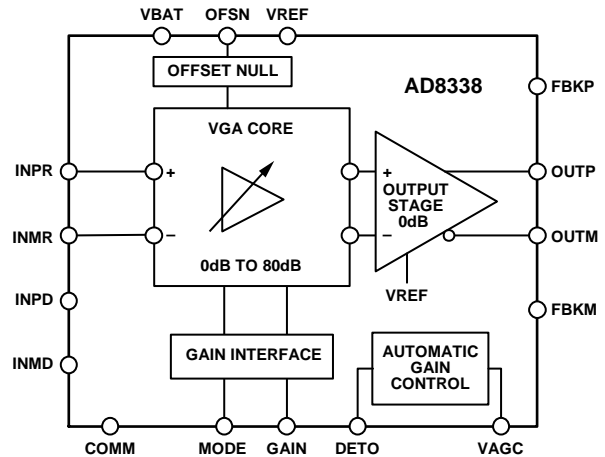 VBAT OFSN VREF
OFFSET NULL
AD8338
FBKP
VGA CORE
INPR
+
+
OUTP
OUTPUT
STAGE
0dB
INMR
–
–
OUTM
0dB TO 80dB
VREF
INPD
FBKM
GAIN INTERFACE
AUTOMATIC
GAIN
CONTROL
INMD
COMM MODE GAIN DETO VAGC